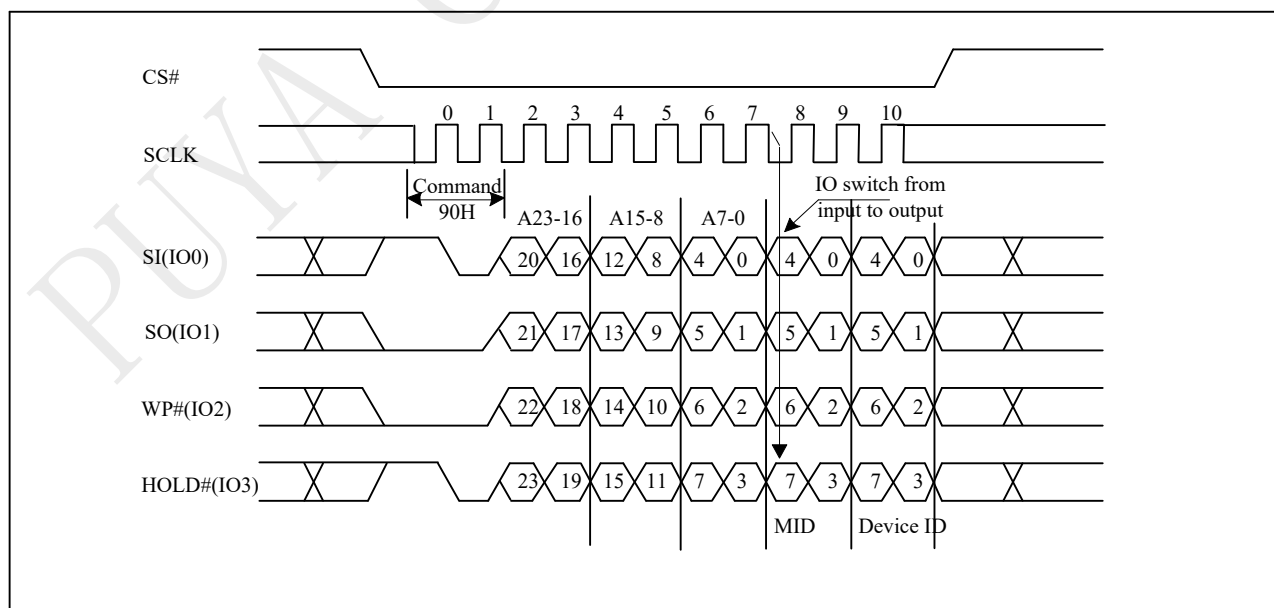 PUYA
CS#
0 1 2 3 4 5 6 7 8 9 10
SCLK
Command
90H
IO switch from
input to output
A23-16 A15-8 A7-0
SI(IO0) 20 16 12 8 4 0 4 0 4 0
SO(IO1) 21 17 13 9 5 1 5 1 5 1
WP#(IO2) 22 18 14 10 6 2 6 2 6 2
HOLD#(IO3) 23 19 15 11 7 3 7 3 7 3
MID Device ID